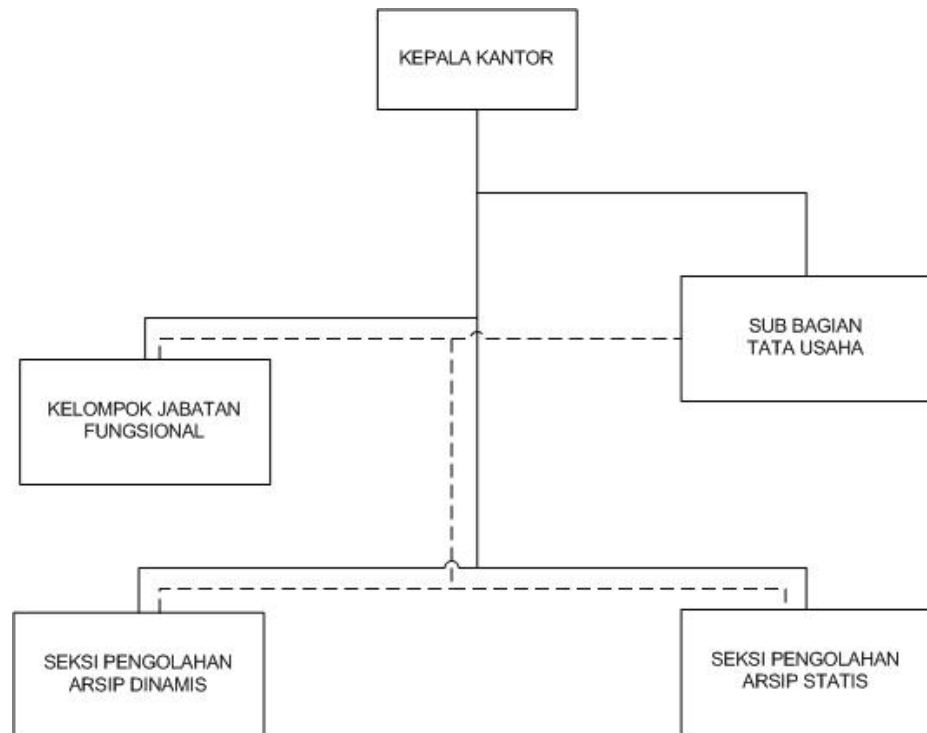 KEPALA KANTOR
SUB BAGIAN
TATA USAHA
KELOMPOK JABATAN
FUNGSIONAL
SEKSI PENGOLAHAN
ARSIP DINAMIS
SEKSI PENGOLAHAN
ARSIP STATIS